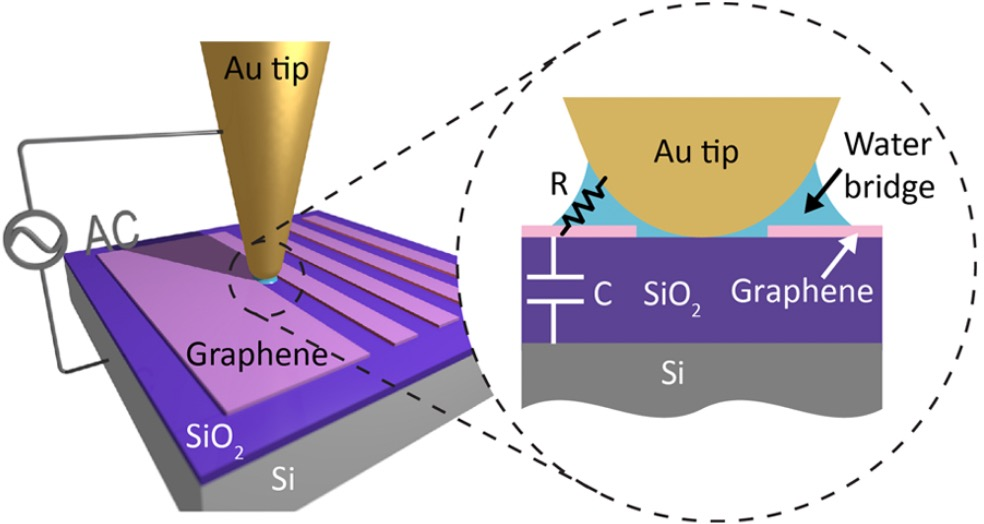 Au tip
AC
Graphene
SiO₂
Si
Au tip
Water
bridge
R
C
SiO₂
Graphene
Si